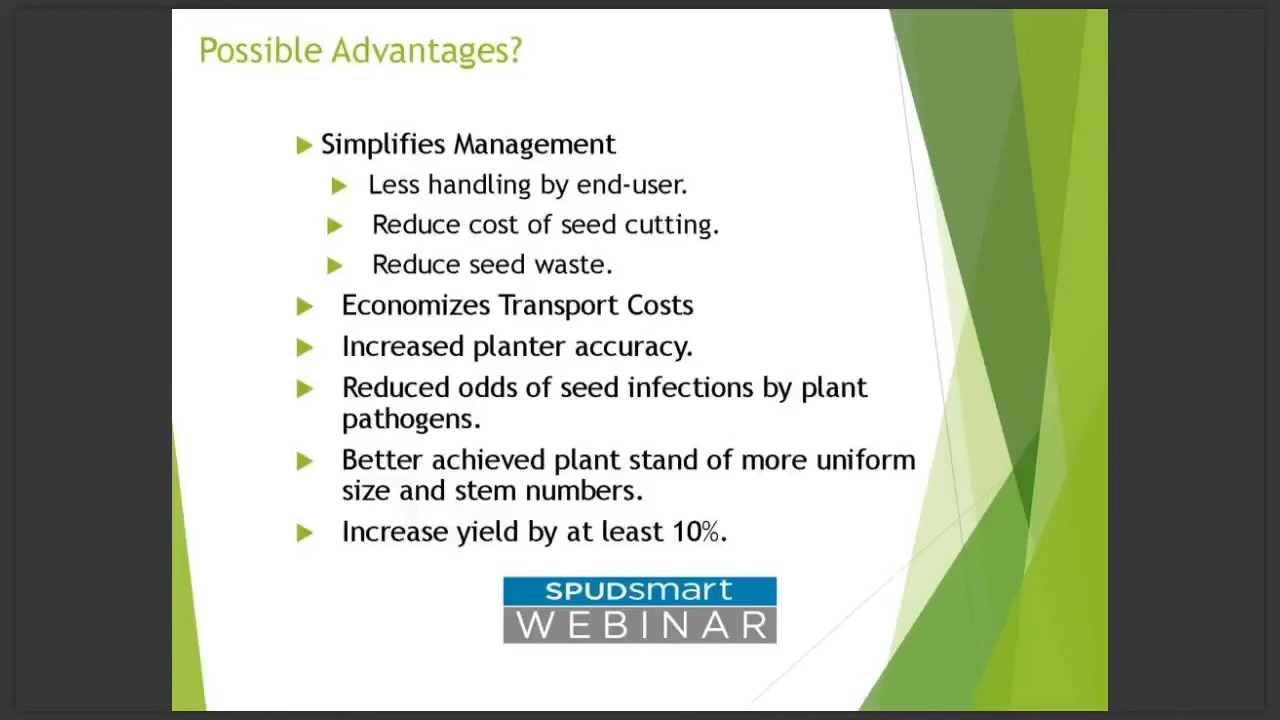 Possible Advantages?
Simplifies Management
Less handling by end-user.
Reduce cost of seed cutting.
Reduce seed waste.
Economizes Transport Costs
Increased planter accuracy.
Reduced odds of seed infections by plant
pathogens.
Better achieved plant stand of more uniform
size and stem numbers.
Increase yield by at least 10%.
SPUDsmart
WEBINAR